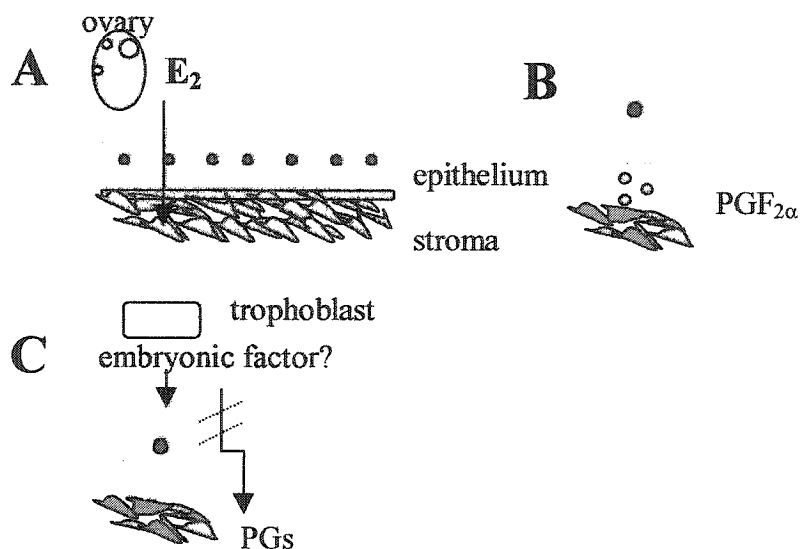 ovary
A
E₂
B
epithelium
PGF₂α
stroma
trophoblast
C
embryonic factor?
PGs